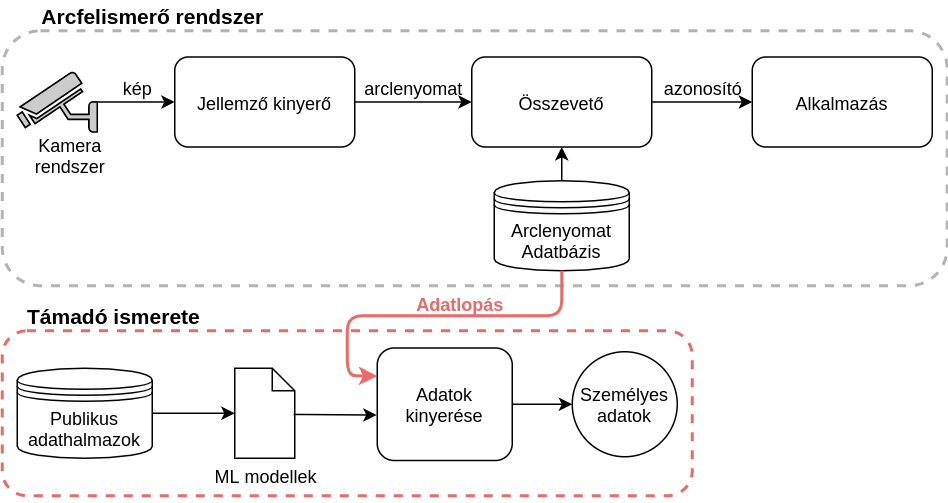 Arcfelismerő rendszer
kép
arclenyomat
azonosító
Jellemző kinyerő
Összevető
Alkalmazás
Kamera
rendszer
Arclenyomat
Adatbázis
Adatlopás
Támadó ismerete
Publikus
adathalmazok
ML modellek
Adatok
kinyerése
Személyes
adatok